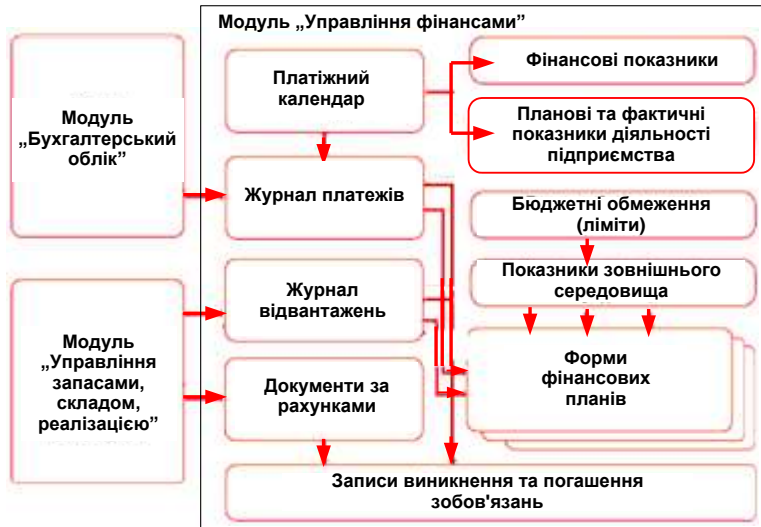 Модуль „Управління фінансами”
Модуль
„Бухгалтерський
облік”
Модуль
„Управління
запасами,
складом,
реалізацією”
Платіжний
календар
Журнал платежів
Журнал
відвантажень
Документи за
рахунками
Фінансові показники
Планові та фактичні
показники діяльності
підприємства
Бюджетні обмеження
(ліміти)
Показники зовнішнього
середовища
Форми
фінансових
планів
Записи виникнення та погашення
зобов'язань